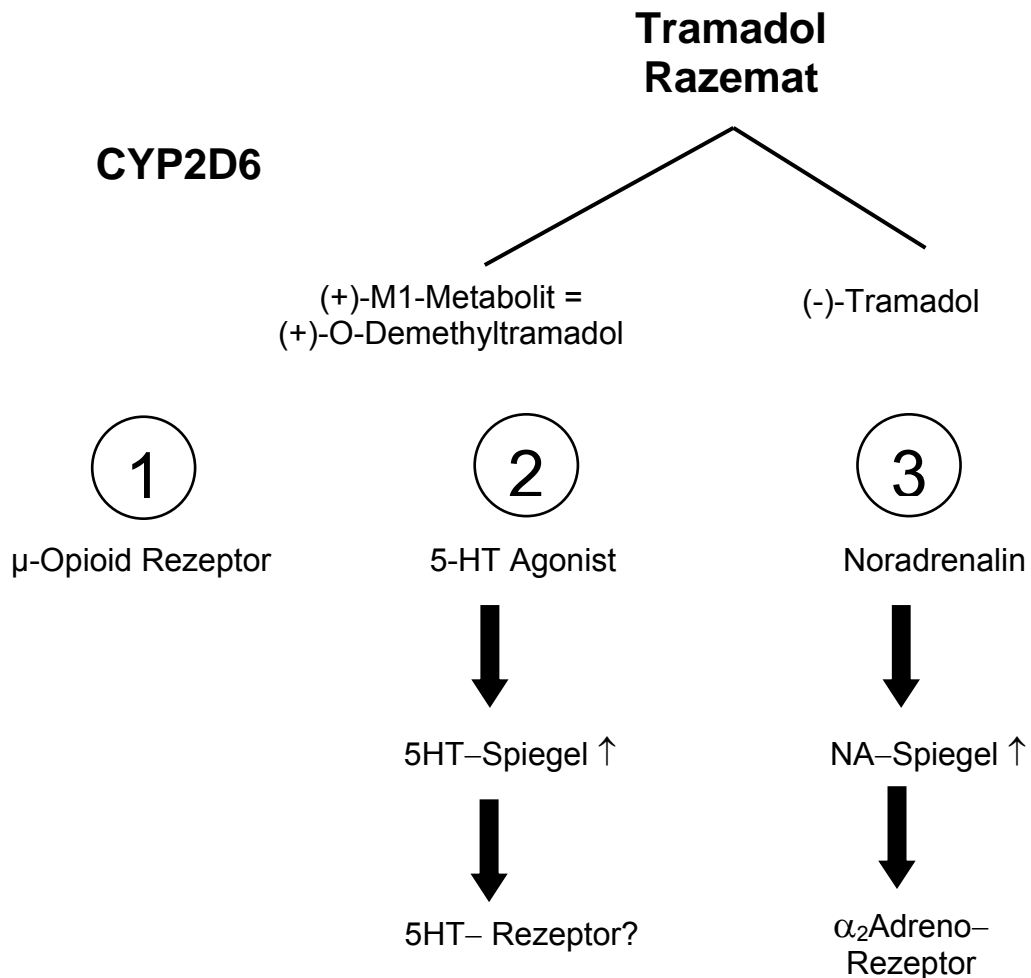 Tramadol
Razemat
CYP2D6
(+)-M1-Metabolit =
(+)-O-Demethyltramadol
(-)-Tramadol
1
2
3
µ-Opioid Rezeptor
5-HT Agonist
Noradrenalin
5HT–Spiegel ↑
NA–Spiegel ↑
5HT– Rezeptor?
α₂Adreno–
Rezeptor